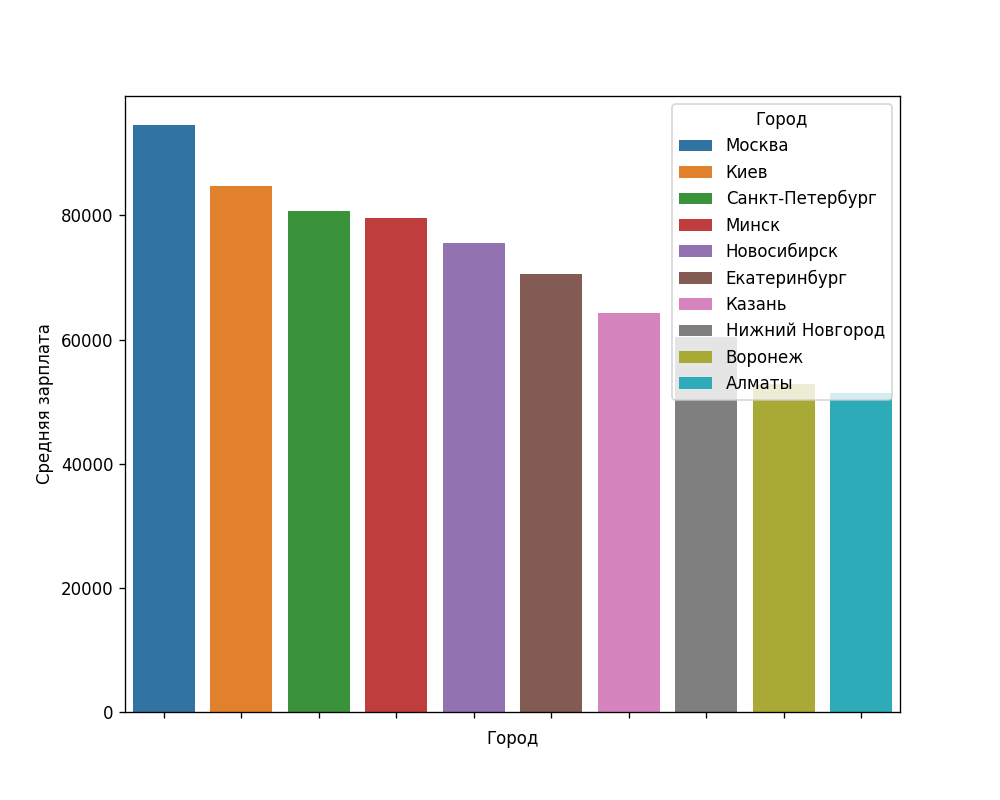 Город
Москва
Киев
Санкт-Петербург
Минск
Новосибирск
Екатеринбург
Казань
Нижний Новгород
Воронеж
Алматы
80000
60000
40000
20000
0
Средняя зарплата
Город